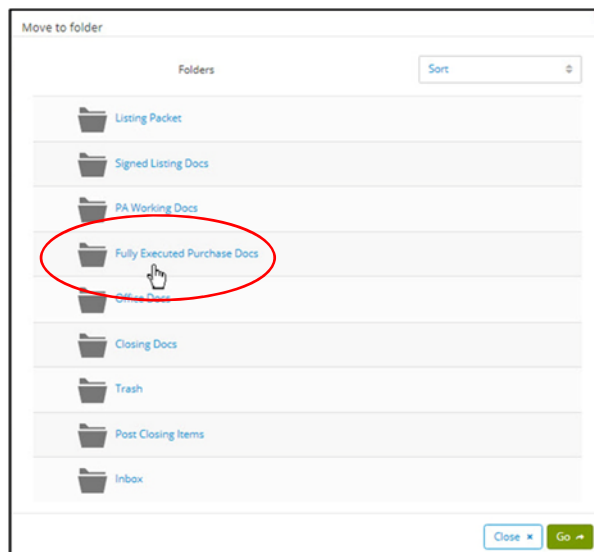 Move to folder
Folders
Sort
Listing Packet
Signed Listing Docs
PA Working Docs
Fully Executed Purchase Docs
Office Docs
Closing Docs
Trash
Post Closing Items
Inbox
Close ×
Go